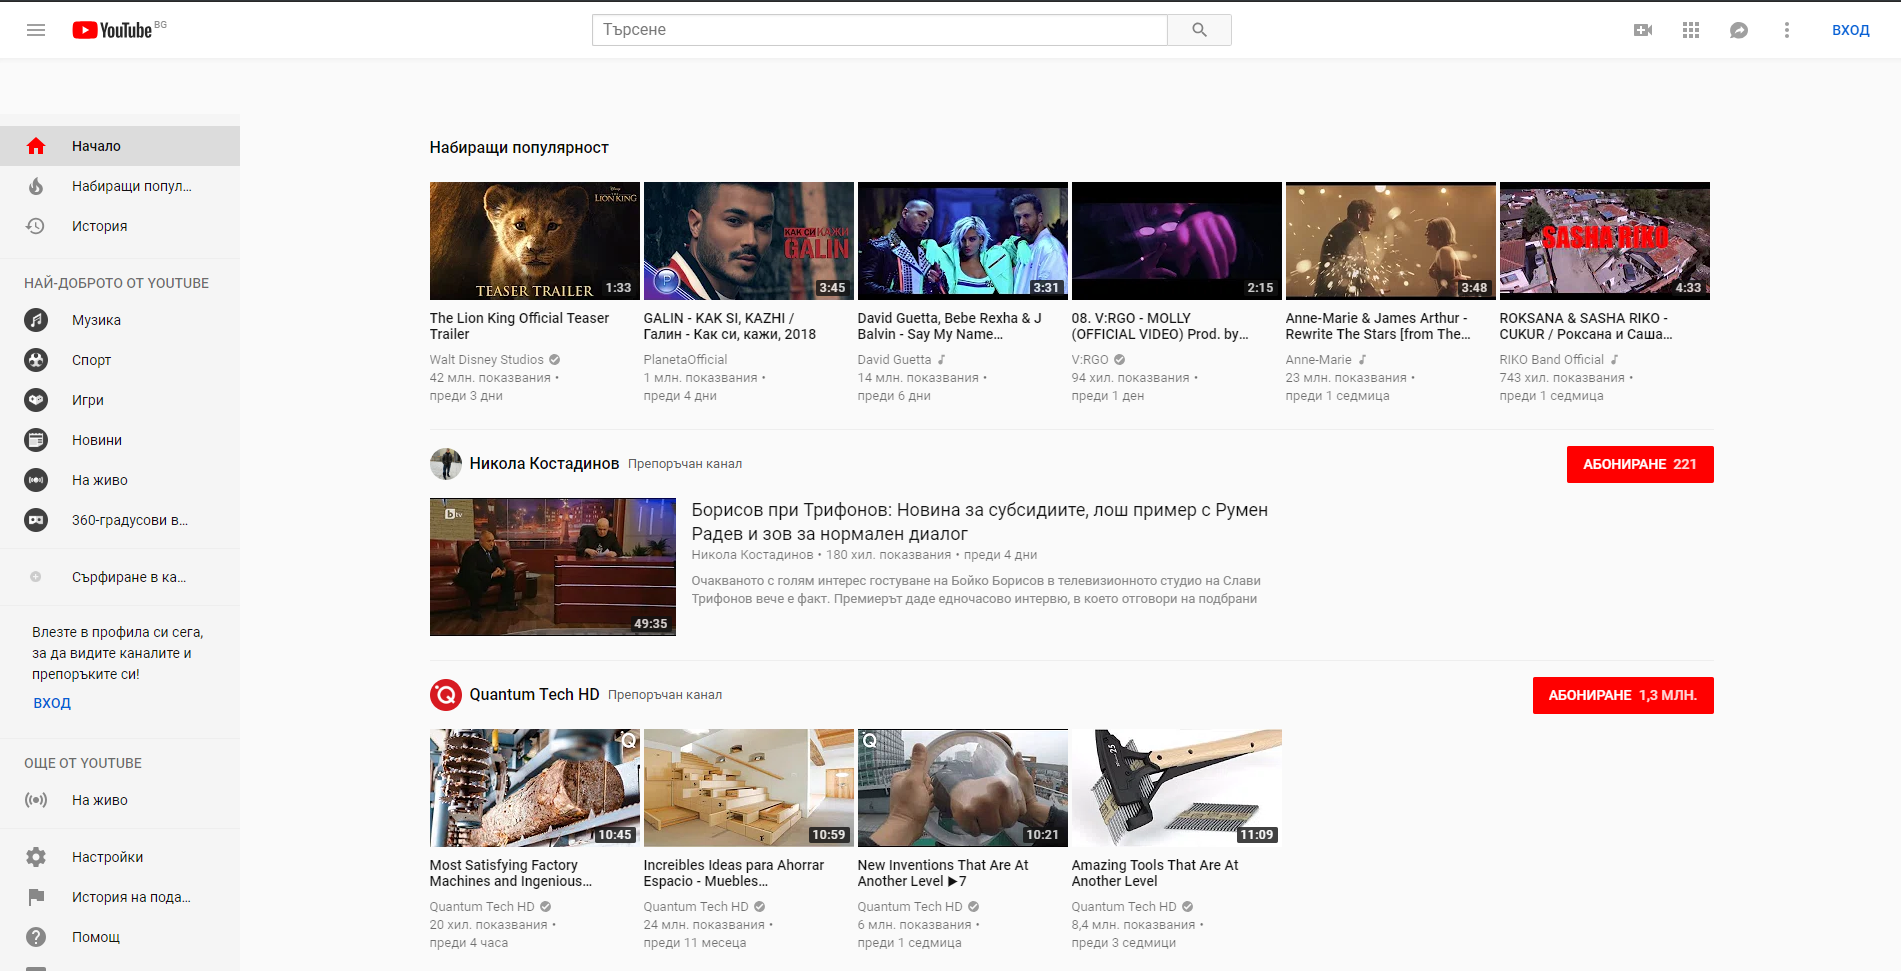 YouTube BG
Търсене
ВХОД
Начало
Набиращи попул...
История
НАЙ-ДОБРОТО ОТ YOUTUBE
Музика
Спорт
Игри
Новини
На живо
360-градусови в...
Сърфиране в ка...
Влезте в профила си сега,
за да видите каналите и
препоръките си!
ВХОД
ОЩЕ ОТ YOUTUBE
На живо
Настройки
История на пода...
Помощ
Набиращи популярност
Disney
THE LION KING
TEASER TRAILER
1:33
The Lion King Official Teaser
Trailer
Walt Disney Studios
42 млн. показвания •
преди 3 дни
КАК СИ КАЖИ
GALIN
P
3:45
GALIN - KAK SI, KAZHI /
Галин - Как си, кажи, 2018
PlanetaOfficial
1 млн. показвания •
преди 4 дни
3:31
David Guetta, Bebe Rexha & J
Balvin - Say My Name...
David Guetta
14 млн. показвания •
преди 6 дни
2:15
08. V:RGO - MOLLY
(OFFICIAL VIDEO) Prod. by...
V:RGO
94 хил. показвания •
преди 1 ден
3:48
Anne-Marie & James Arthur -
Rewrite The Stars [from The...
Anne-Marie
23 млн. показвания •
преди 1 седмица
SASHA RIKO
4:33
ROKSANA & SASHA RIKO -
CUKUR / Роксана и Саша...
RIKO Band Official
743 хил. показвания •
преди 1 седмица
Никола Костадинов Препоръчан канал
АБОНИРАНЕ 221
btv
49:35
Борисов при Трифонов: Новина за субсидиите, лош пример с Румен
Радев и зов за нормален диалог
Никола Костадинов • 180 хил. показвания • преди 4 дни
Очакваното с голям интерес гостуване на Бойко Борисов в телевизионното студио на Слави
Трифонов вече е факт. Премиерът даде едночасово интервю, в което отговори на подбрани
Quantum Tech HD Препоръчан канал
АБОНИРАНЕ 1,3 МЛН.
10:45
Most Satisfying Factory
Machines and Ingenious...
Quantum Tech HD
20 хил. показвания •
преди 4 часа
10:59
Increibles Ideas para Ahorrar
Espacio - Muebles...
Quantum Tech HD
24 млн. показвания •
преди 11 месеца
10:21
New Inventions That Are At
Another Level ▶7
Quantum Tech HD
6 млн. показвания •
преди 1 седмица
25
11:09
Amazing Tools That Are At
Another Level
Quantum Tech HD
8,4 млн. показвания •
преди 3 седмици